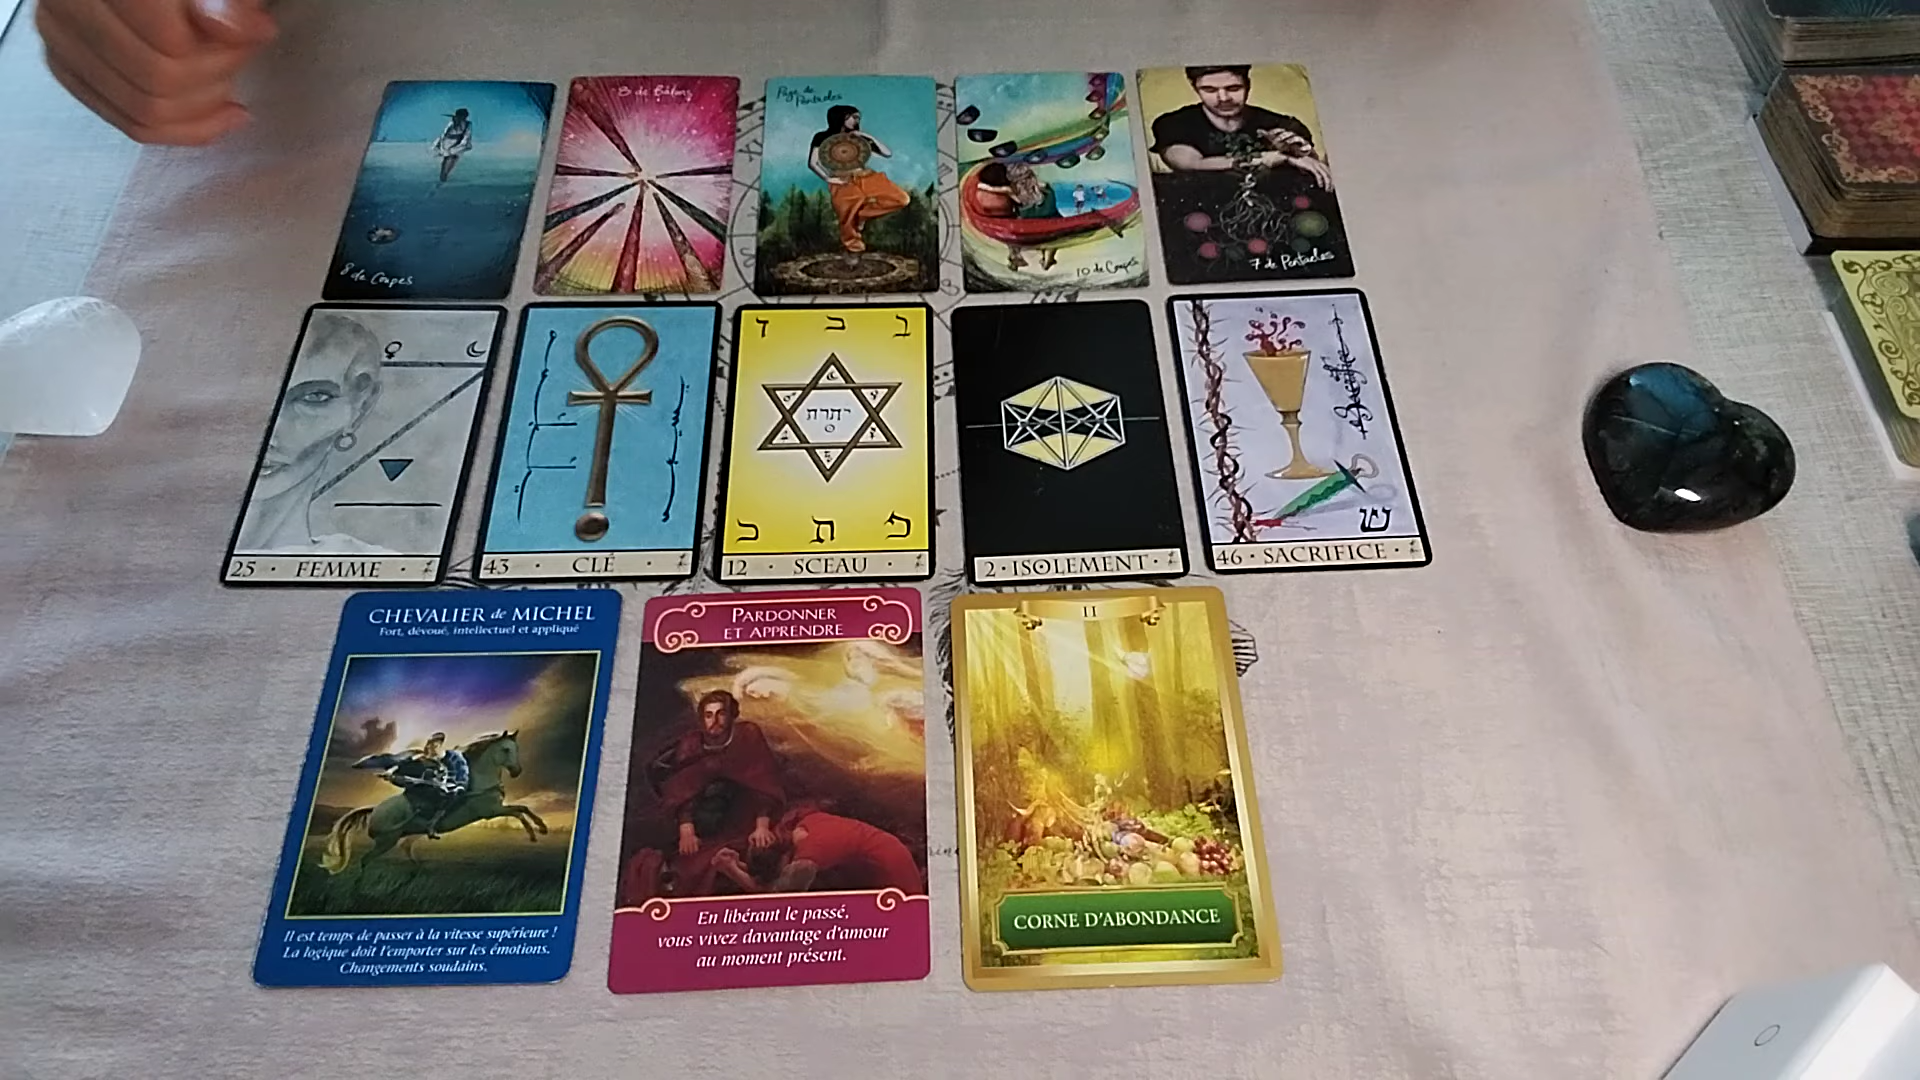 8 de Coupes
8 de Bâtons
Page de
Pentacles
10 de Coupes
7 de Pentacles
25 · FEMME ·
43 · CLÉ ·
ב כ ד
יתרת
פ ת כ
12 · SCEAU ·
2 · ISOLEMENT ·
Sacrifice
ש
46 · SACRIFICE ·
CHEVALIER de MICHEL
Fort, dévoué, intellectuel et appliqué
Il est temps de passer à la vitesse supérieure !
La logique doit l'emporter sur les émotions.
Changements soudains.
PARDONNER
ET APPRENDRE
En libérant le passé,
vous vivez davantage d'amour
au moment présent.
II
CORNE D'ABONDANCE